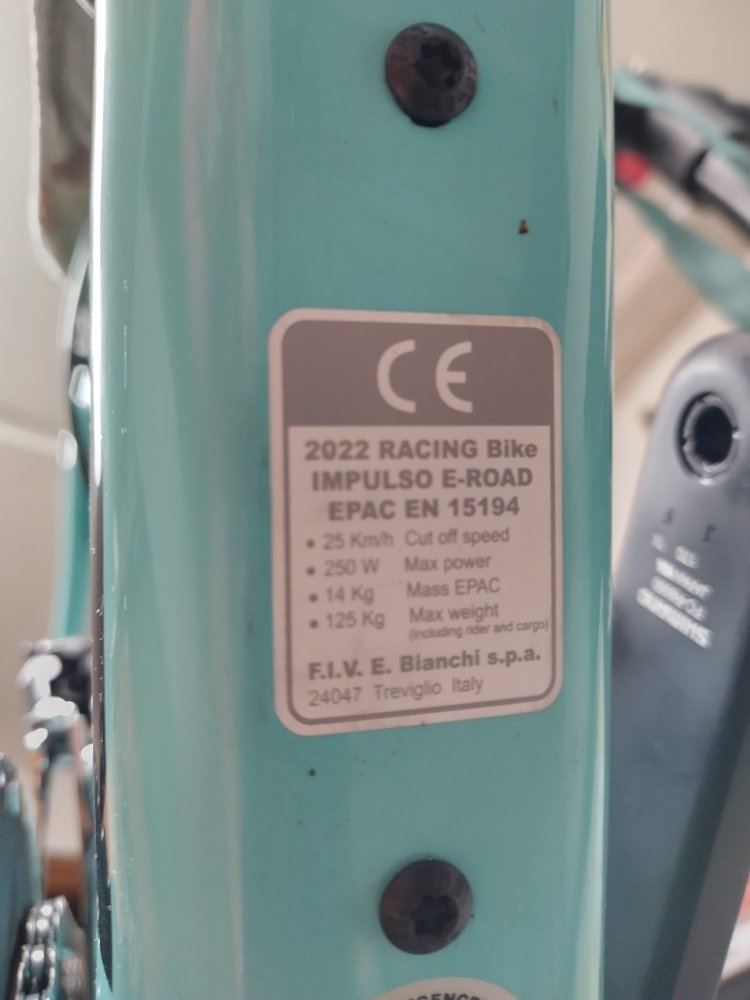 CE
2022 RACING Bike
IMPULSO E-ROAD
EPAC EN 15194
• 25 Km/h Cut off speed
• 250 W Max power
• 14 Kg Mass EPAC
• 125 Kg Max weight
(including rider and cargo)
F.I.V. E. Bianchi s.p.a.
24047 Treviglio Italy
SHIMANO